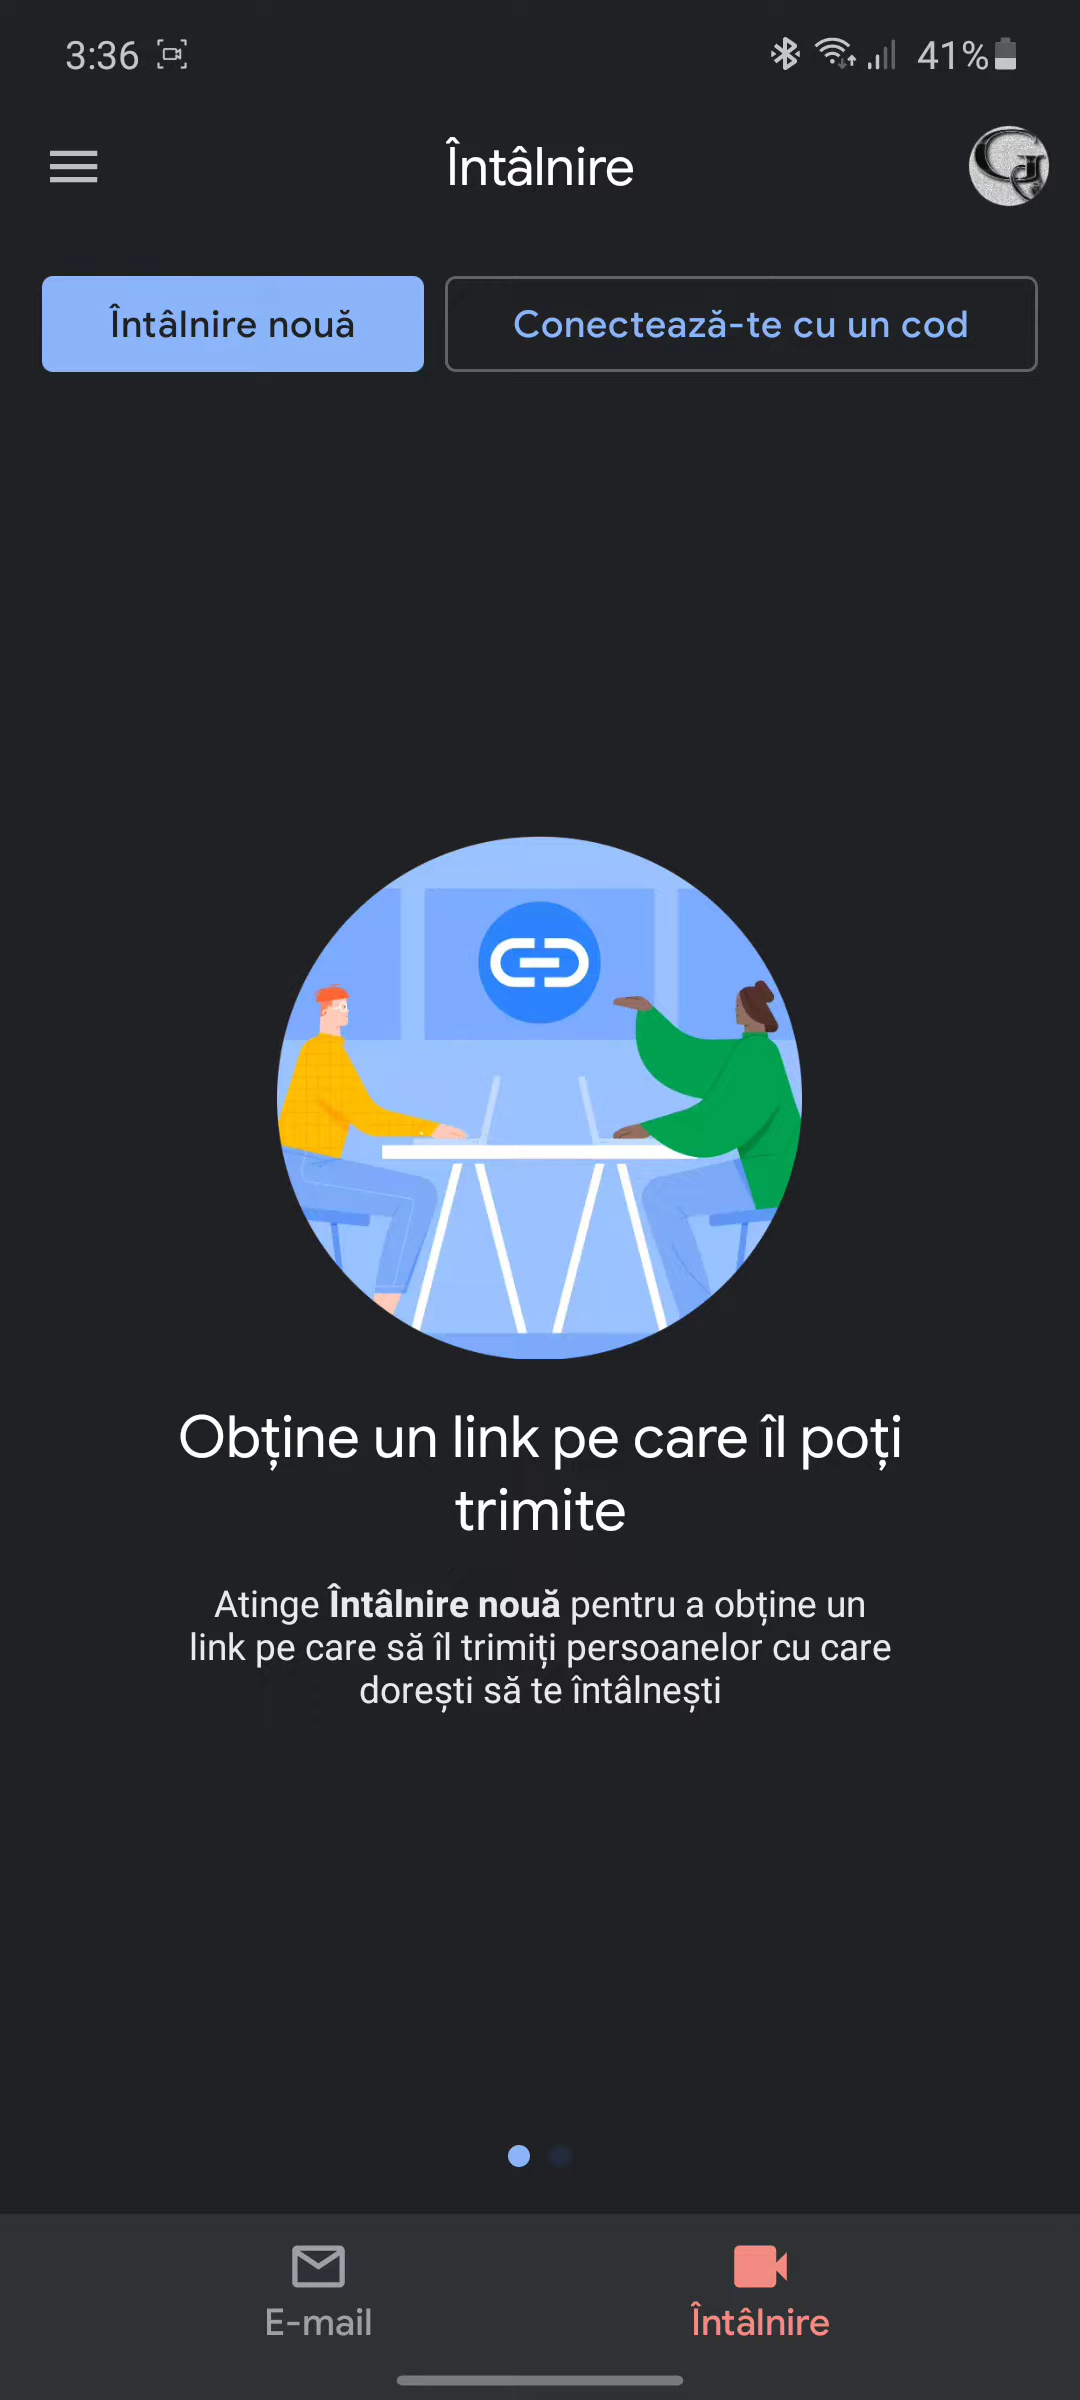 3:36
41%
Întâlnire
Întâlnire nouă
Conectează-te cu un cod
Obține un link pe care îl poți
trimite
Atinge Întâlnire nouă pentru a obține un
link pe care să îl trimiți persoanelor cu care
dorești să te întâlnești
E-mail
Întâlnire